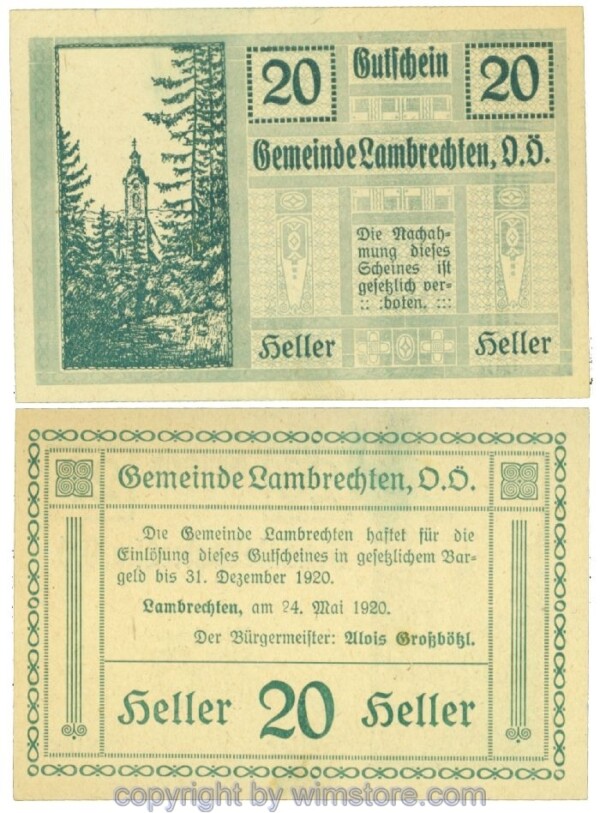 20 Gutschein 20
Gemeinde Lambrechten, O.Ö.
Die Nachah-
mung dieses
Scheines ist
gesetzlich ver-
:: :boten. :::
Heller Heller
Gemeinde Lambrechten, O.Ö.
Die Gemeinde Lambrechten haftet für die
Einlösung dieses Gutscheines in gesetzlichem Bar-
geld bis 31. Dezember 1920.
Lambrechten, am 24. Mai 1920.
Der Bürgermeister: Alois Großbötzl.
Heller 20 Heller
copyright by wimstore.com